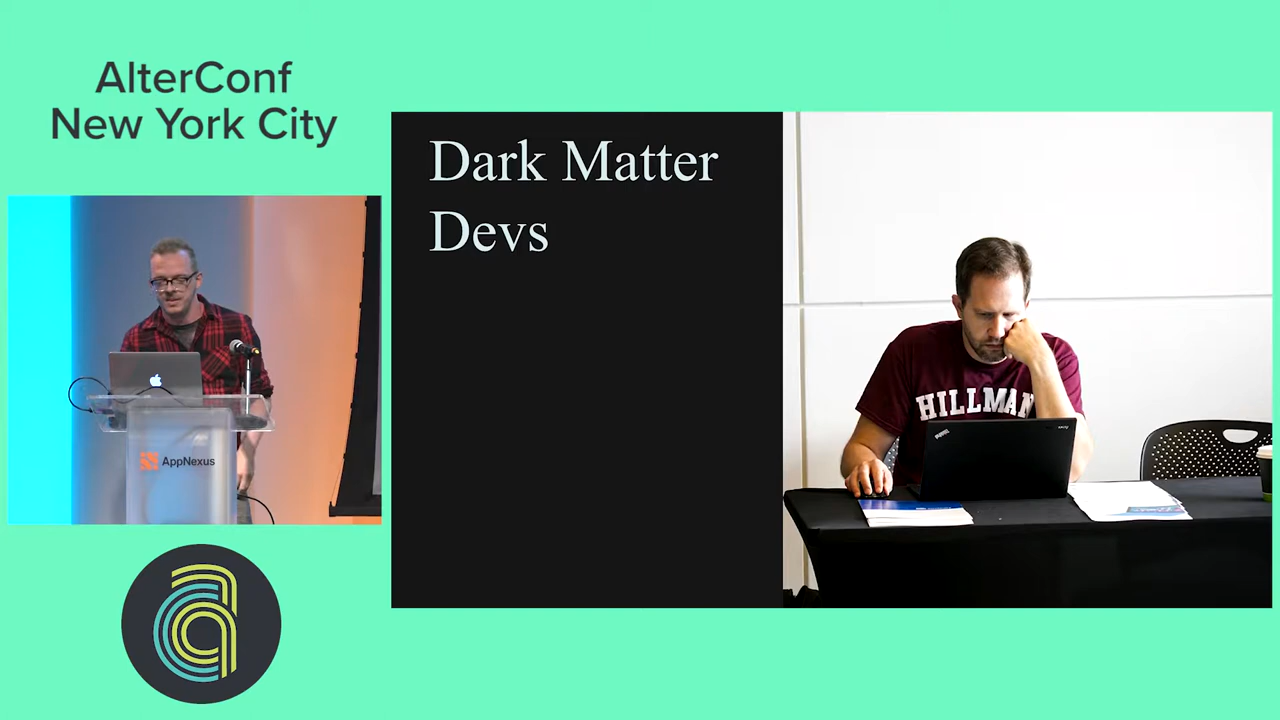 AlterConf
New York City
Dark Matter
Devs
AppNexus
HILLMAN